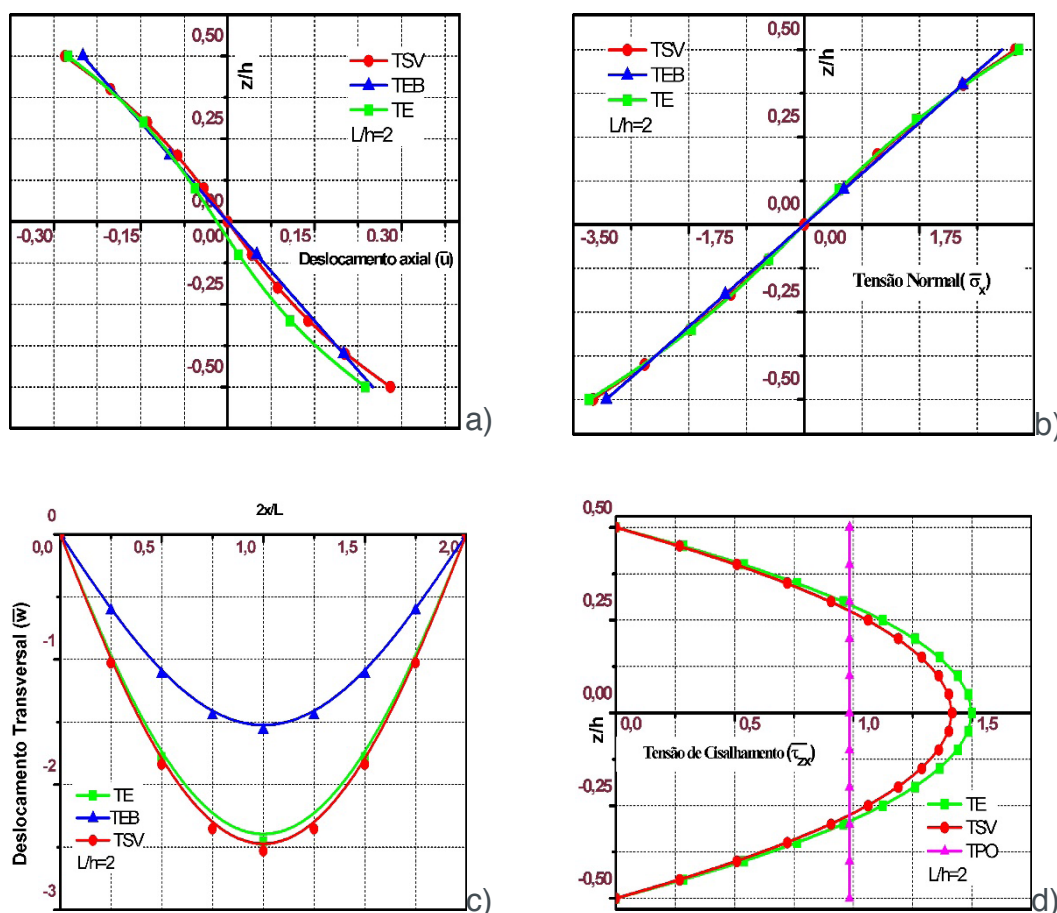 a)
0,50
z/h
TSV
TEB
TE
L/h=2
0,25
0,00
-0,30
-0,15
0,00
0,15
0,30
Deslocamento axial (u̅)
-0,25
-0,50
b)
0,50
z/h
TSV
TEB
TE
L/h=2
0,25
0,00
-3,50
-1,75
0,00
1,75
Tensão Normal( σ̅x)
-0,25
-0,50
c)
2x/L
0
0,0
0,5
1,0
1,5
2,0
Deslocamento Transversal (w̅)
-1
-2
-3
TE
TEB
TSV
L/h=2
d)
0,50
0,25
0,00
z/h
0,0
0,5
1,0
1,5
Tensão de Cisalhamento (τ̅zx)
-0,25
-0,50
TE
TSV
TPO
L/h=2